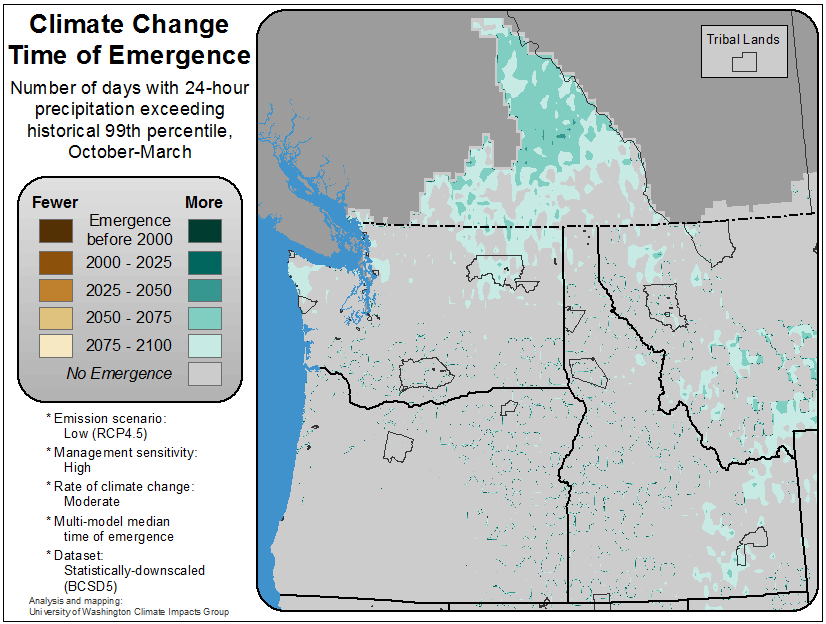 Climate Change
Time of Emergence
Number of days with 24-hour
precipitation exceeding
historical 99th percentile,
October-March
Fewer More
Emergence
before 2000
2000 - 2025
2025 - 2050
2050 - 2075
2075 - 2100
No Emergence
* Emission scenario:
Low (RCP4.5)
* Management sensitivity:
High
* Rate of climate change:
Moderate
* Multi-model median
time of emergence
* Dataset:
Statistically-downscaled
(BCSD5)
Analysis and mapping:
University of Washington Climate Impacts Group
Tribal Lands